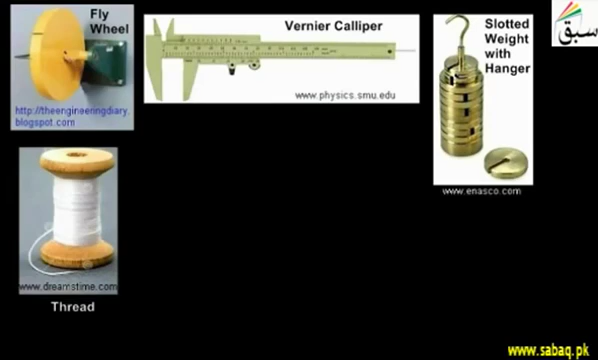 Fly
Wheel
http://theengineeringdiary.
blogspot.com
Vernier Calliper
www.physics.smu.edu
Slotted
Weight
with
Hanger
www.enasco.com
سبق
www.dreamstime.com
Thread
www.sabaq.pk